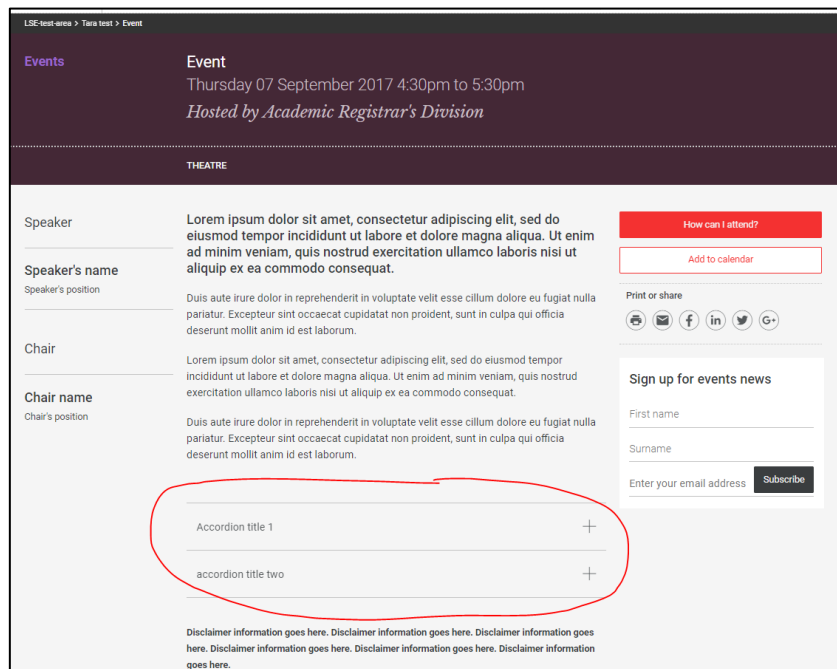 LSE-test-area > Tara test > Event
Events
Event
Thursday 07 September 2017 4:30pm to 5:30pm
Hosted by Academic Registrar's Division
THEATRE
Speaker
Speaker's name
Speaker's position
Chair
Chair name
Chair's position
Lorem ipsum dolor sit amet, consectetur adipiscing elit, sed do
eiusmod tempor incididunt ut labore et dolore magna aliqua. Ut enim
ad minim veniam, quis nostrud exercitation ullamco laboris nisi ut
aliquip ex ea commodo consequat.
Duis aute irure dolor in reprehenderit in voluptate velit esse cillum dolore eu fugiat nulla
pariatur. Excepteur sint occaecat cupidatat non proident, sunt in culpa qui officia
deserunt mollit anim id est laborum.
Lorem ipsum dolor sit amet, consectetur adipiscing elit, sed do eiusmod tempor
incididunt ut labore et dolore magna aliqua. Ut enim ad minim veniam, quis nostrud
exercitation ullamco laboris nisi ut aliquip ex ea commodo consequat.
Duis aute irure dolor in reprehenderit in voluptate velit esse cillum dolore eu fugiat nulla
pariatur. Excepteur sint occaecat cupidatat non proident, sunt in culpa qui officia
deserunt mollit anim id est laborum.
Accordion title 1
accordion title two
Disclaimer information goes here. Disclaimer information goes here. Disclaimer information goes
here. Disclaimer information goes here. Disclaimer information goes here. Disclaimer information
goes here.
How can I attend?
Add to calendar
Print or share
f
in
G+
Sign up for events news
First name
Surname
Enter your email address
Subscribe